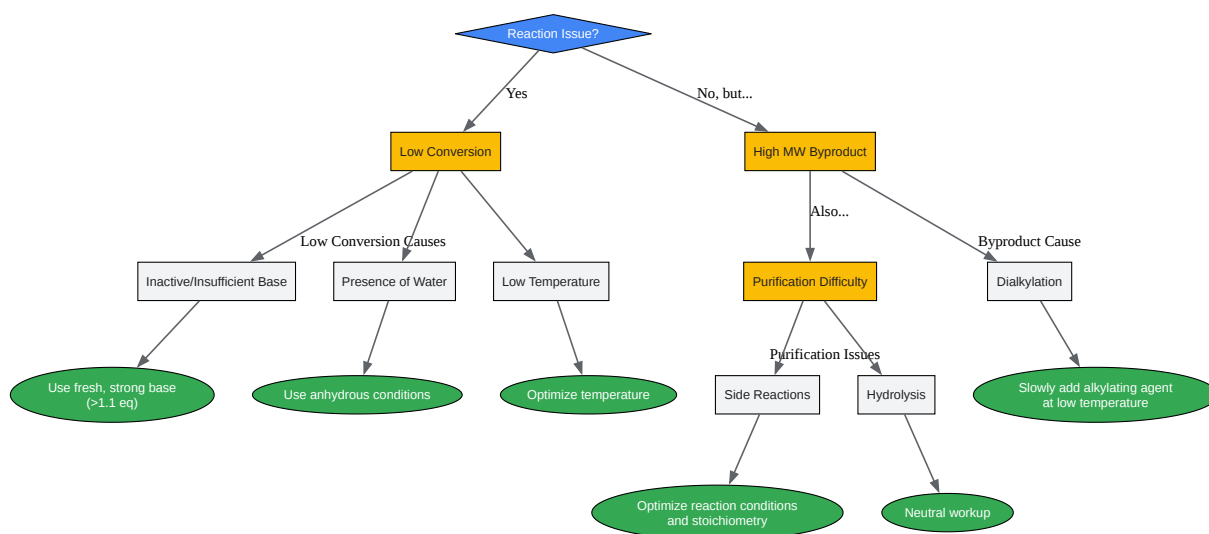 Reaction Issue?
Yes
No, but...
Low Conversion
High MW Byproduct
Also...
Low Conversion Causes
Byproduct Cause
Inactive/Insufficient Base
Presence of Water
Low Temperature
Purification Difficulty
Dialkylation
Purification Issues
Use fresh, strong base
(>1.1 eq)
Use anhydrous conditions
Optimize temperature
Side Reactions
Hydrolysis
Slowly add alkylating agent
at low temperature
Optimize reaction conditions
and stoichiometry
Neutral workup